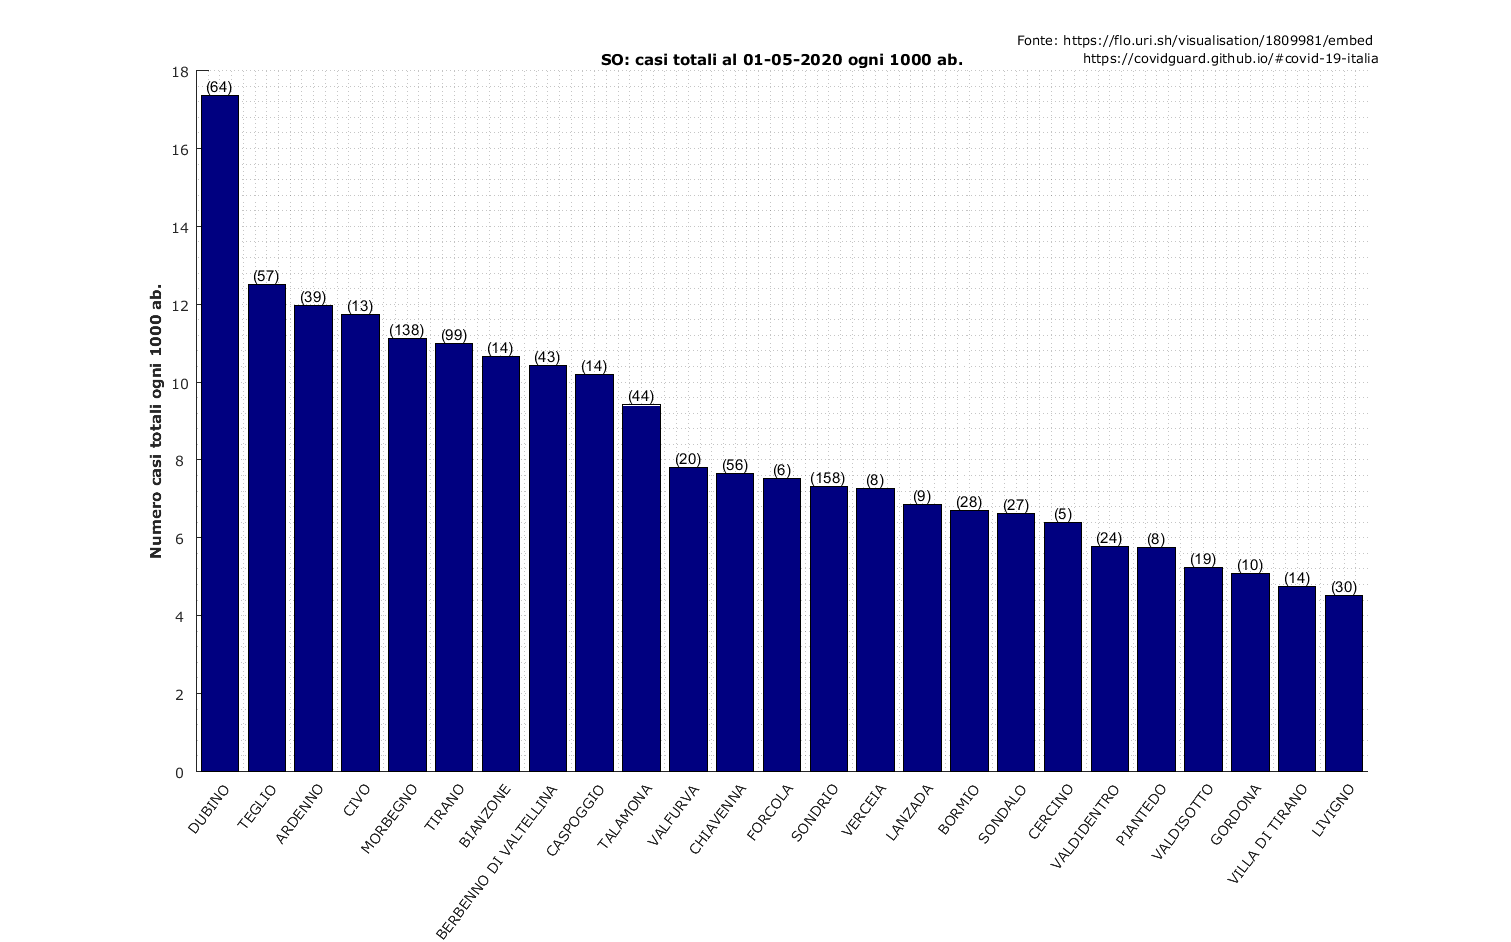 Fonte: https://flo.uri.sh/visualisation/1809981/embed
https://covidguard.github.io/#covid-19-italia
SO: casi totali al 01-05-2020 ogni 1000 ab.
Numero casi totali ogni 1000 ab.
18
16
14
12
10
8
6
4
2
0
(64)
(57)
(39)
(13)
(138)
(99)
(14)
(43)
(14)
(44)
(20)
(56)
(6)
(158)
(8)
(9)
(28)
(27)
(5)
(24)
(8)
(19)
(10)
(14)
(30)
DUBINO
TEGLIO
ARDENNO
CIVO
MORBEGNO
TIRANO
BIANZONE
BERBENNO DI VALTELLINA
CASPOGGIO
TALAMONA
VALFURVA
CHIAVENNA
FORCOLA
SONDRIO
VERCEIA
LANZADA
BORMIO
SONDALO
CERCINO
VALDIDENTRO
PIANTEDO
VALDISOTTO
GORDONA
VILLA DI TIRANO
LIVIGNO